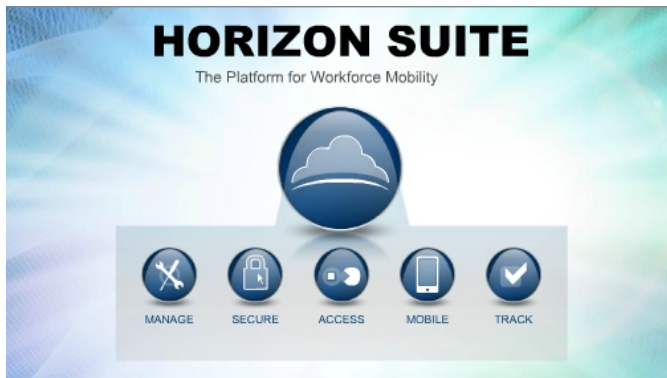 HORIZON SUITE
The Platform for Workforce Mobility
MANAGE SECURE ACCESS MOBILE TRACK